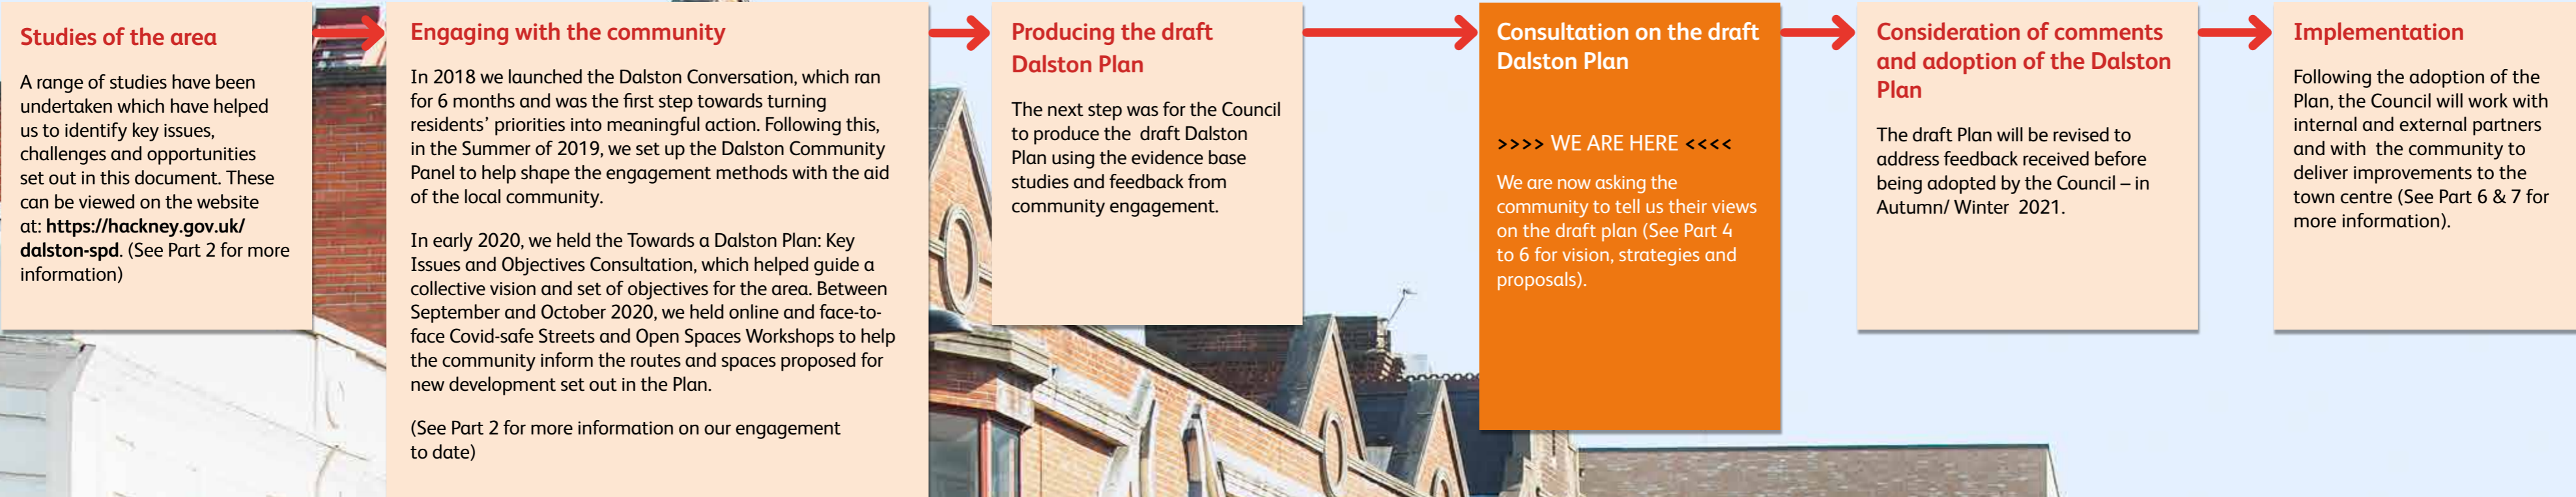 Studies of the area
A range of studies have been
undertaken which have helped
us to identify key issues,
challenges and opportunities
set out in this document. These
can be viewed on the website
at: https://hackney.gov.uk/
dalston-spd. (See Part 2 for more
information)
Engaging with the community
In 2018 we launched the Dalston Conversation, which ran
for 6 months and was the first step towards turning
residents’ priorities into meaningful action. Following this,
in the Summer of 2019, we set up the Dalston Community
Panel to help shape the engagement methods with the aid
of the local community.
In early 2020, we held the Towards a Dalston Plan: Key
Issues and Objectives Consultation, which helped guide a
collective vision and set of objectives for the area. Between
September and October 2020, we held online and face-to-
face Covid-safe Streets and Open Spaces Workshops to help
the community inform the routes and spaces proposed for
new development set out in the Plan.
(See Part 2 for more information on our engagement
to date)
Producing the draft
Dalston Plan
The next step was for the Council
to produce the draft Dalston
Plan using the evidence base
studies and feedback from
community engagement.
Consultation on the draft
Dalston Plan
>>>> WE ARE HERE <<<<
We are now asking the
community to tell us their views
on the draft plan (See Part 4
to 6 for vision, strategies and
proposals).
Consideration of comments
and adoption of the Dalston
Plan
The draft Plan will be revised to
address feedback received before
being adopted by the Council – in
Autumn/ Winter 2021.
Implementation
Following the adoption of the
Plan, the Council will work with
internal and external partners
and with the community to
deliver improvements to the
town centre (See Part 6 & 7 for
more information).